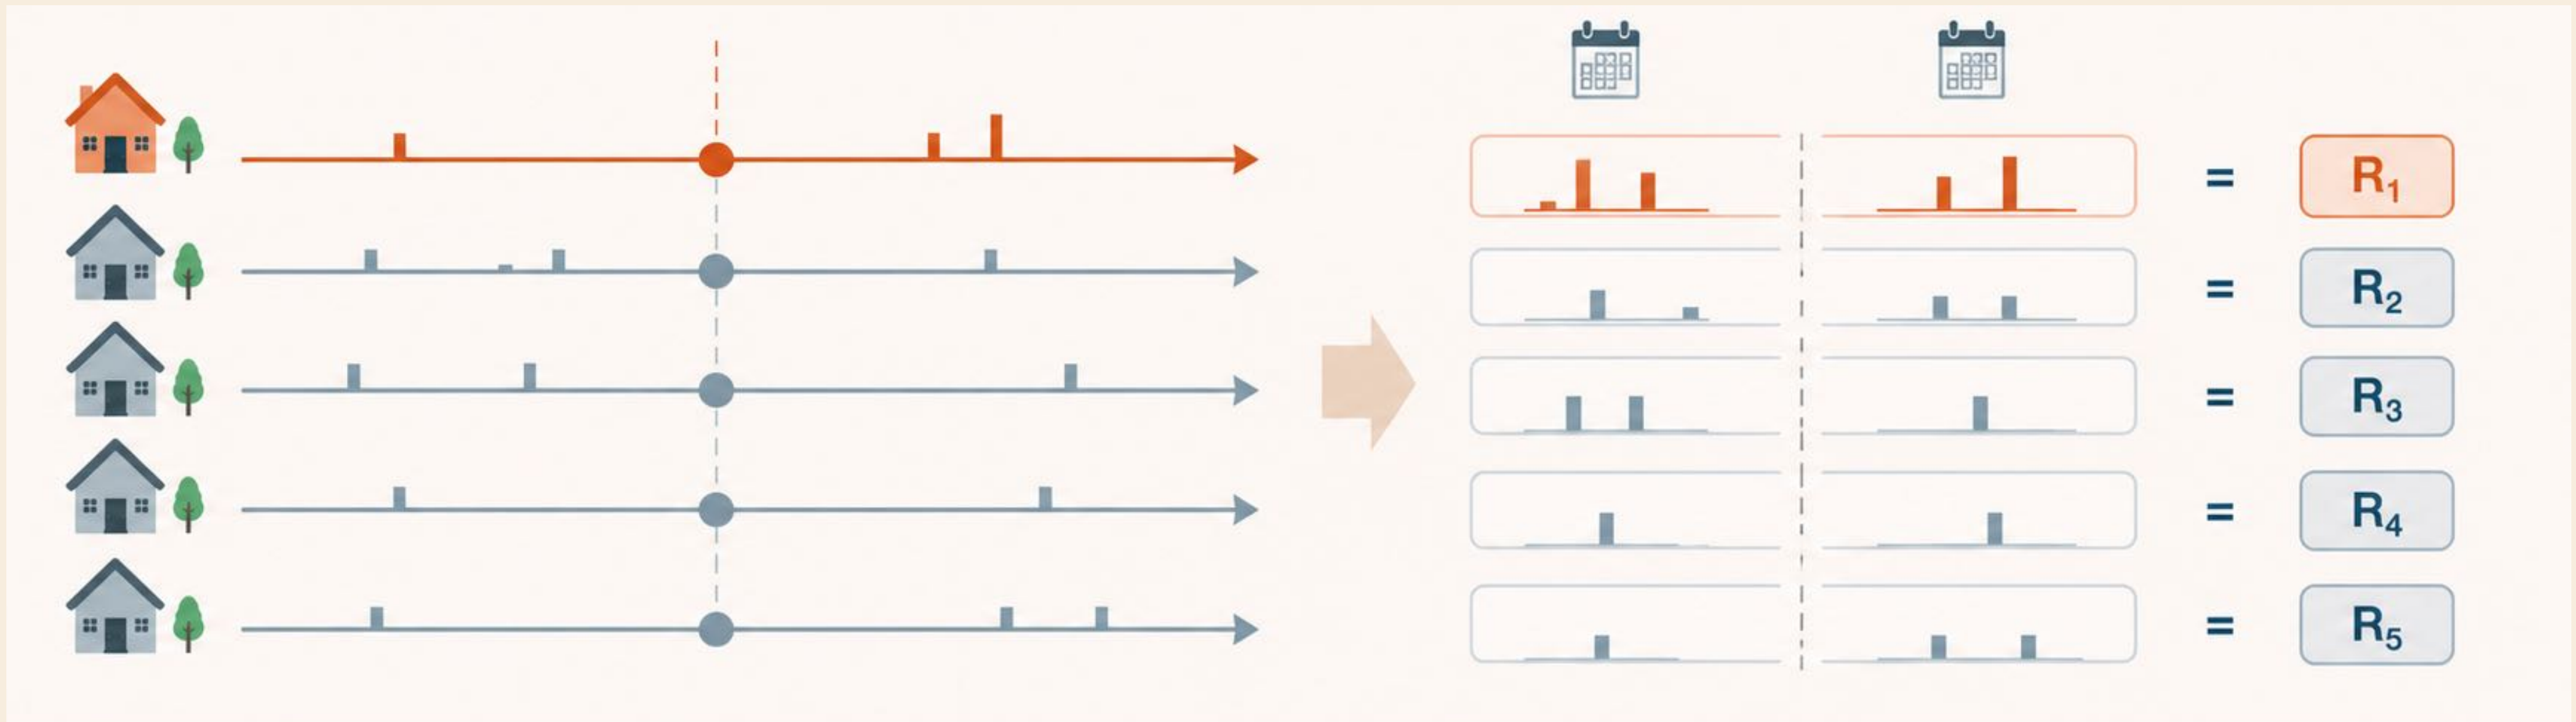 = R₁
= R₂
= R₃
= R₄
= R₅